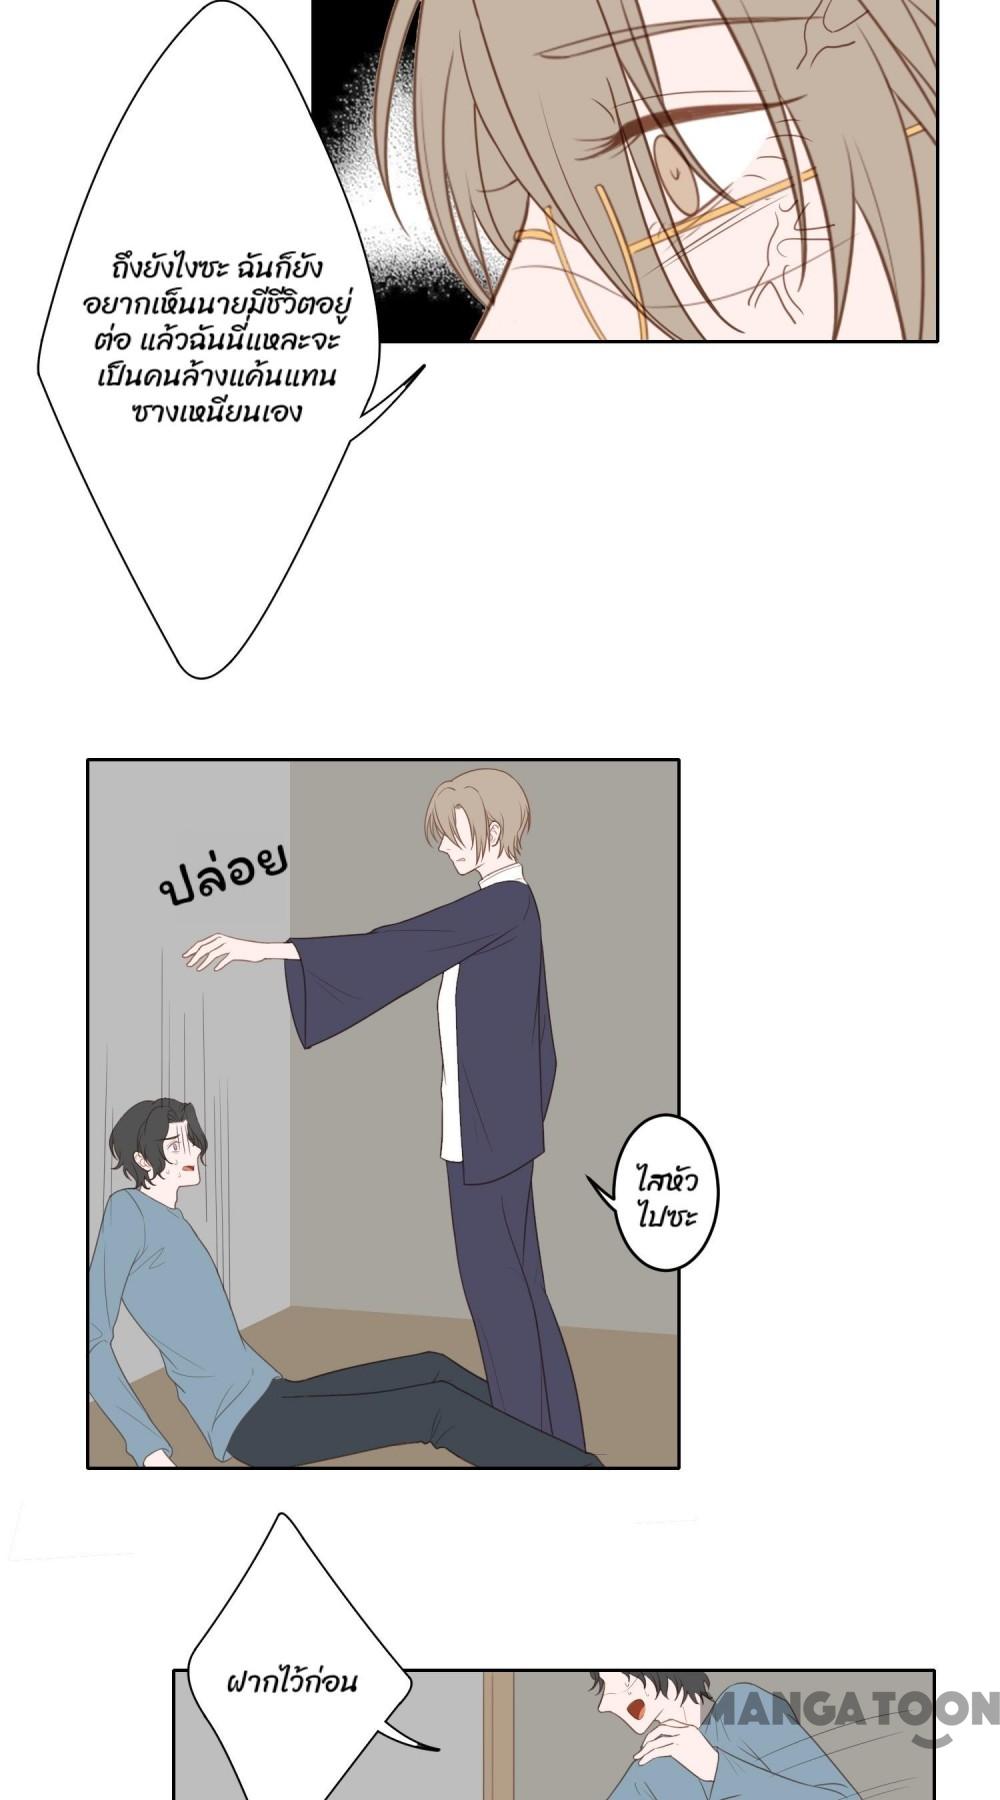 ถึงยังไงซะ ฉันก็ยัง
อยากเห็นนายมีชีวิตอยู่
ต่อ แล้วฉันนี่แหละจะ
เป็นคนล้างแค้นแทน
ซางเหนียนเอง
ปล่อย
ไสหัว
ไปซะ
ฝากไว้ก่อน
MANGATOON